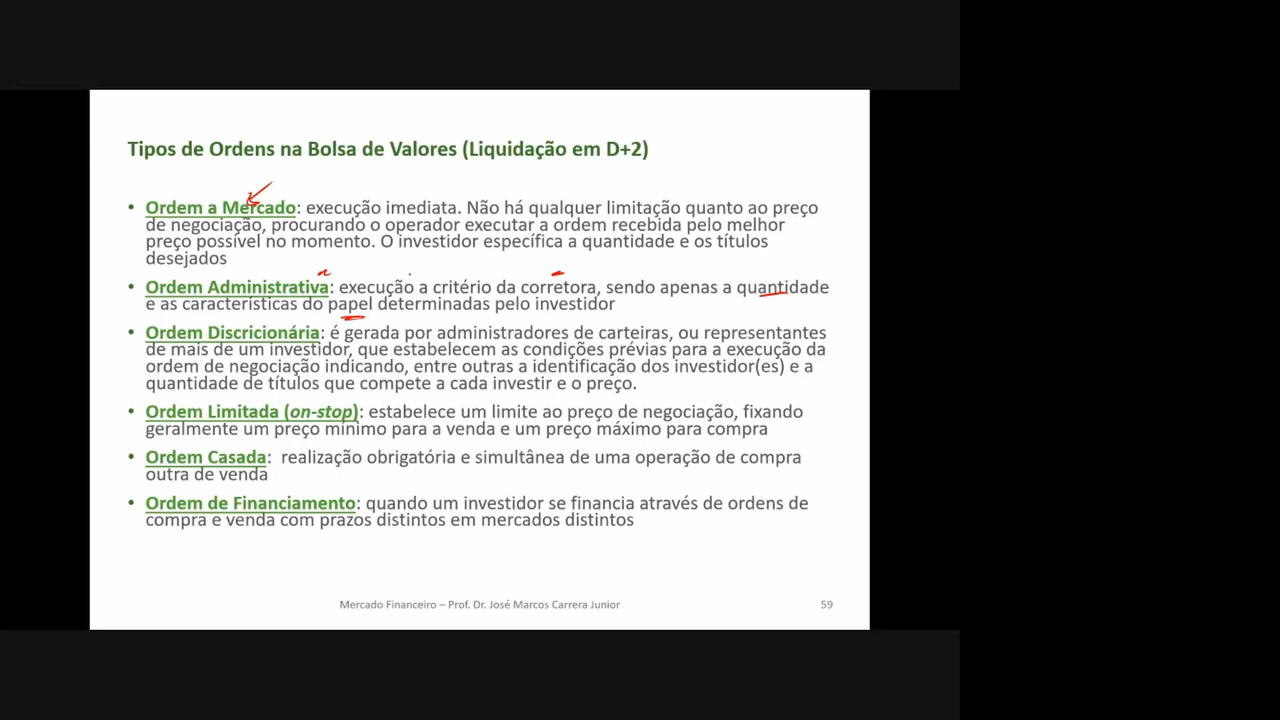 Tipos de Ordens na Bolsa de Valores (Liquidação em D+2)
• Ordem a Mercado: execução imediata. Não há qualquer limitação quanto ao preço
de negociação, procurando o operador executar a ordem recebida pelo melhor
preço possível no momento. O investidor específica a quantidade e os títulos
desejados
• Ordem Administrativa: execução a critério da corretora, sendo apenas a quantidade
e as características do papel determinadas pelo investidor
• Ordem Discricionária: é gerada por administradores de carteiras, ou representantes
de mais de um investidor, que estabelecem as condições prévias para a execução da
ordem de negociação indicando, entre outras a identificação dos investidor(es) e a
quantidade de títulos que compete a cada investir e o preço.
• Ordem Limitada (on-stop): estabelece um limite ao preço de negociação, fixando
geralmente um preço mínimo para a venda e um preço máximo para compra
• Ordem Casada:  realização obrigatória e simultânea de uma operação de compra
outra de venda
• Ordem de Financiamento: quando um investidor se financia através de ordens de
compra e venda com prazos distintos em mercados distintos
Mercado Financeiro – Prof. Dr. José Marcos Carrera Junior
59